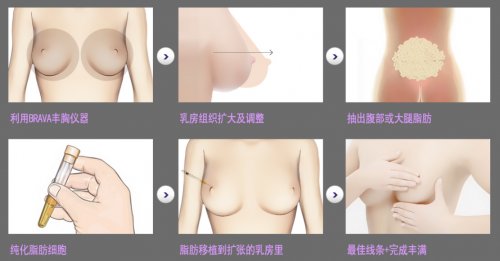 利用BRAVA丰胸仪器
乳房组织扩大及调整
抽出腹部或大腿脂肪
纯化脂肪细胞
脂肪移植到扩张的乳房里
最佳线条+完成丰满